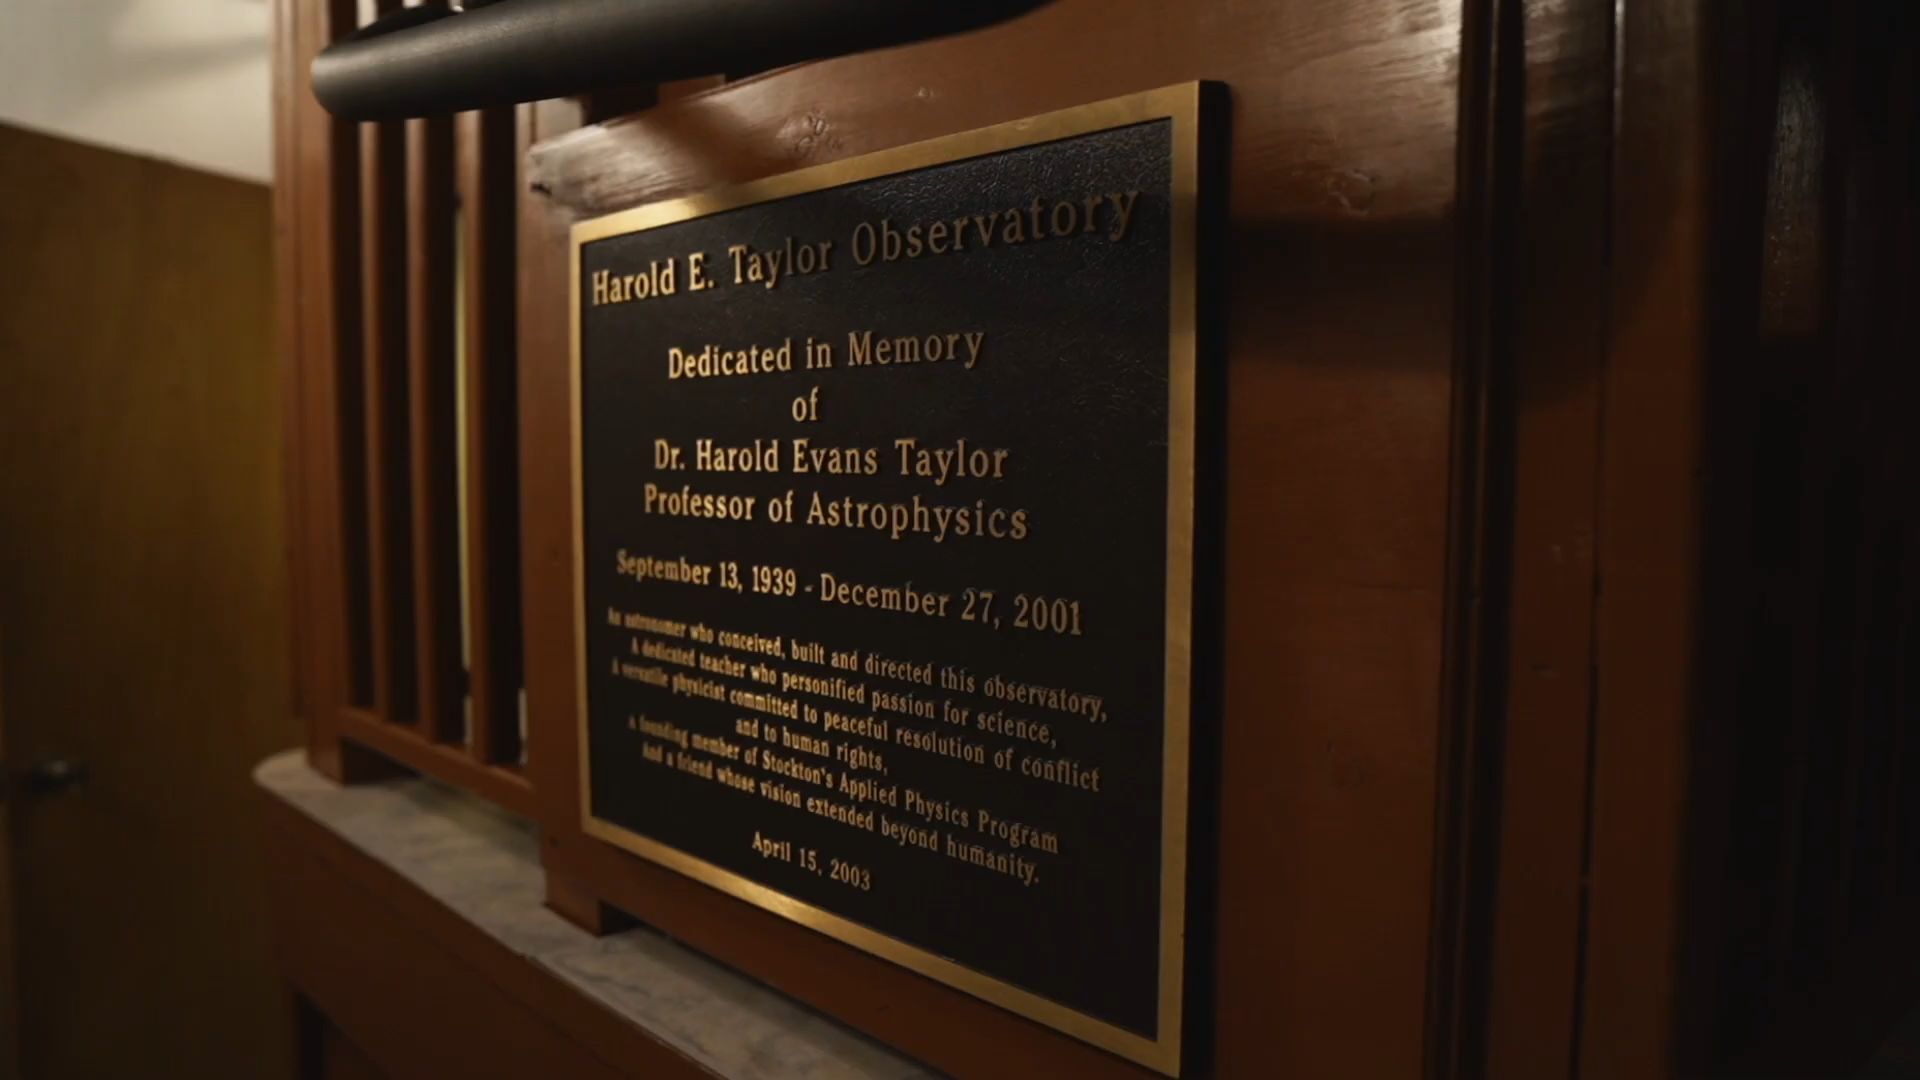 Harold E. Taylor Observatory
Dedicated in Memory
of
Dr. Harold Evans Taylor
Professor of Astrophysics
September 13, 1939 - December 27, 2001
An astronomer who conceived, built and directed this observatory,
A dedicated teacher who personified passion for science,
A versatile physicist committed to peaceful resolution of conflict
and to human rights,
A founding member of Stockton's Applied Physics Program
And a friend whose vision extended beyond humanity.
April 15, 2003